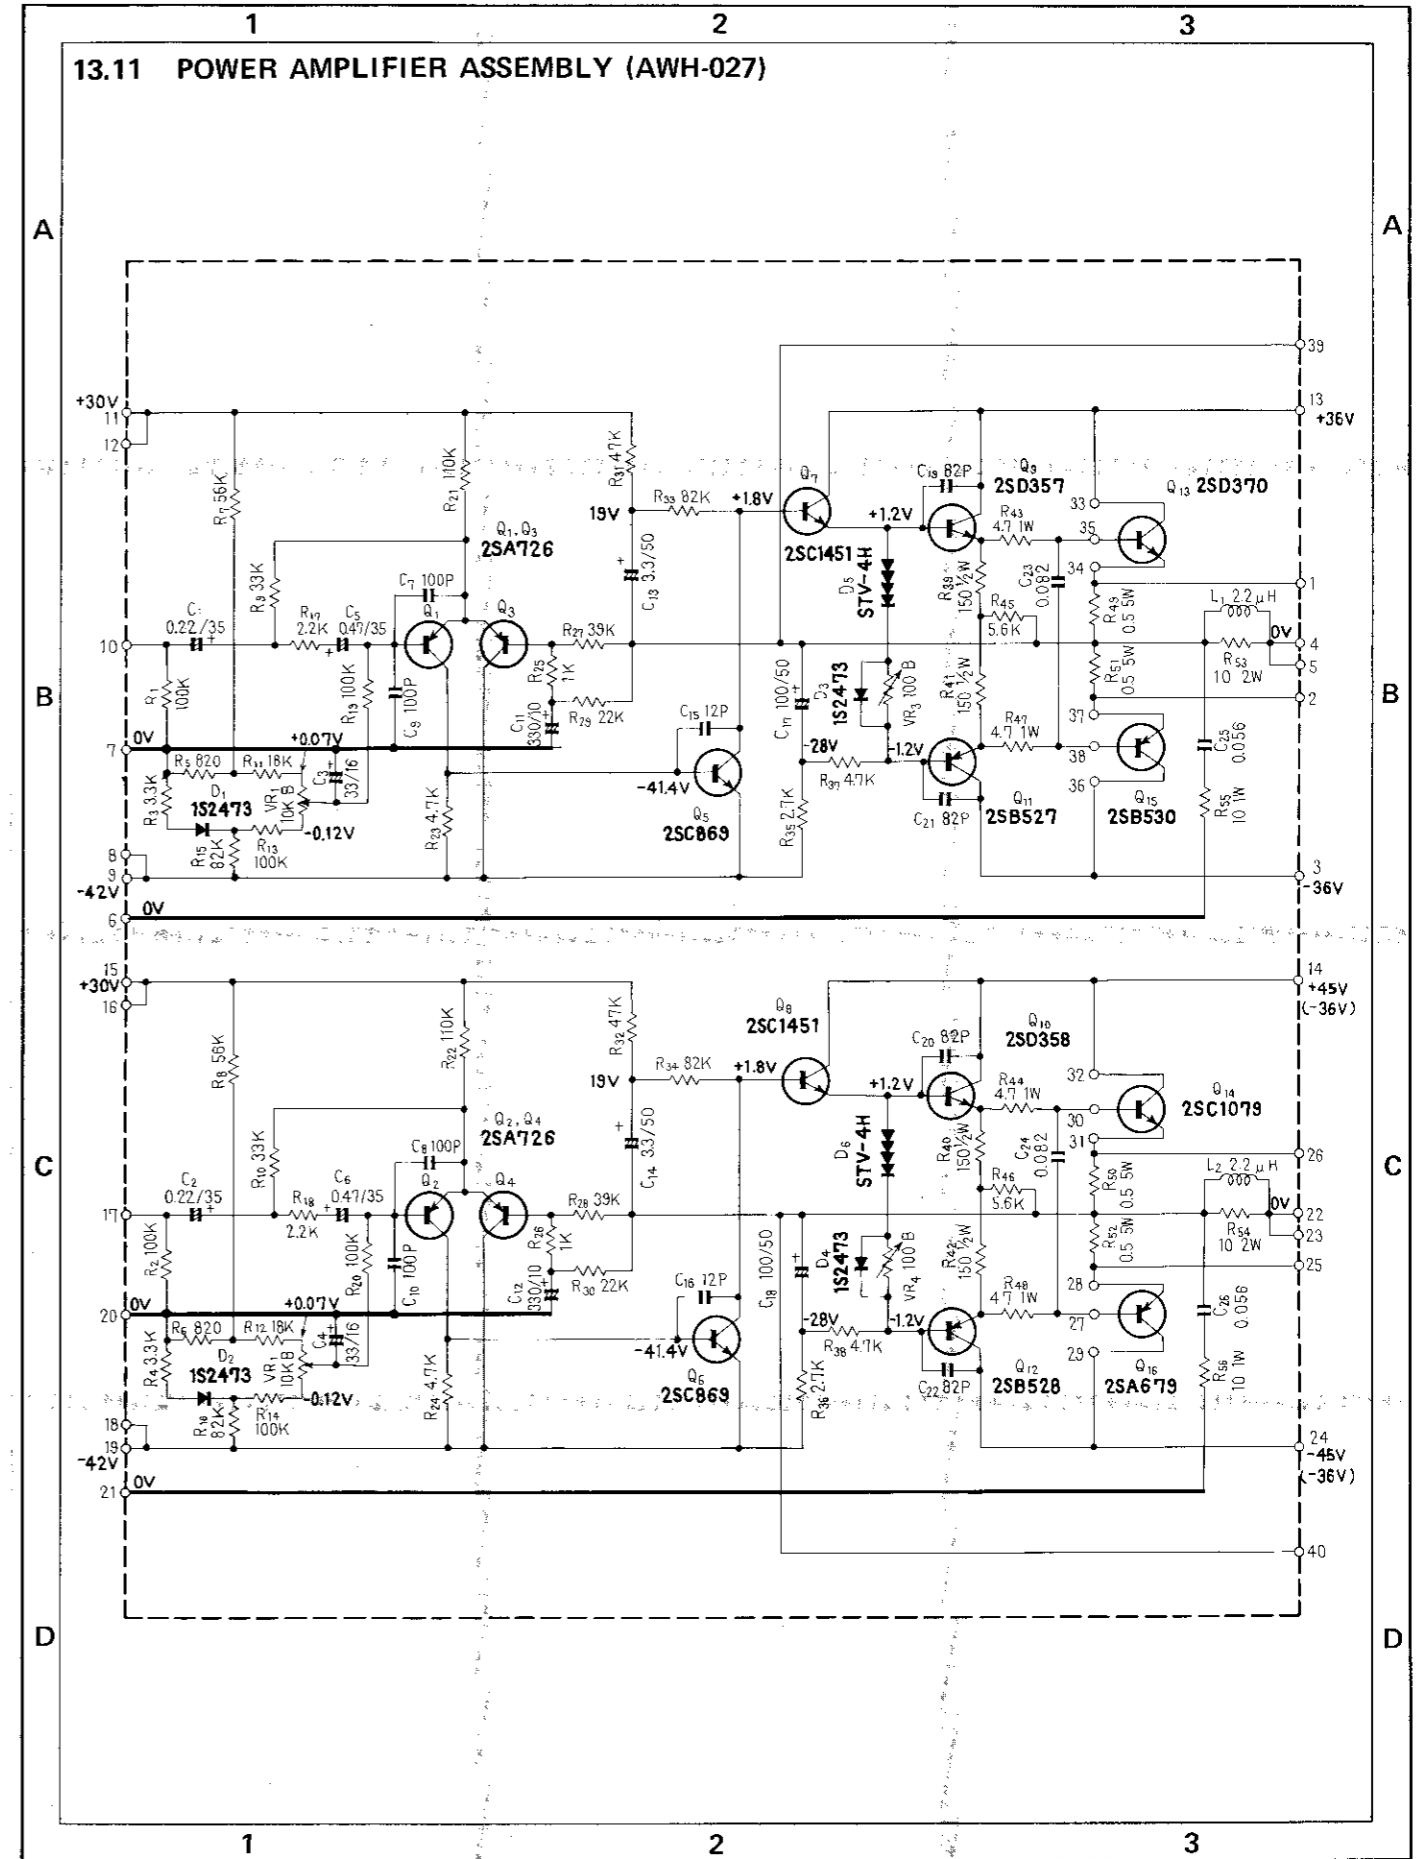 1 2 3
13.11 POWER AMPLIFIER ASSEMBLY (AWH-027)
A A
39
+30V
11
12
13
+36V
R7 56K
R21 110K
R31 47K
Q7
C19 82P
Q9
2SD357
Q13 2SD370
R33 82K
+1.8V
19V
2SC1451
+1.2V
R43
4.7 1W
33
35
34
Q1, Q3
2SA726
R9 33K
C7 100P
Q1
Q3
C13 3.3/50
D5
STV-4H
R39
150 ½W
C23
0.082
R45
5.6K
R49
0.5 5W
1
L1 2.2μH
C1
0.22/35
R17
2.2K
C5
0.47/35
10
R27 39K
0V
4
5
R53
10 2W
R1
100K
R19 100K
C9 100P
R25
1K
R29 22K
C11
330/10
C17 100/50
D3
1S2473
VR3 100 B
R41
150 ½W
R51
0.5 5W
2
B B
C15 12P
37
R47
4.7 1W
38
36
C25
0.056
7
0V
+0.07V
R5 820
R11 18K
C3
33/16
-28V
R37 4.7K
-1.2V
-41.4V
R3 3.3K
D1
1S2473
VR1
10K B
-0.12V
R15
82K
R13
100K
R23 4.7K
Q5
2SC869
R35 2.7K
C21 82P
Q11
2SB527
Q15
2SB530
R55
10 1W
8
9
-42V
3
-36V
6
0V
15
+30V
16
14
+45V
(-36V)
R8 56K
R22 110K
R32 47K
Q8
2SC1451
C20 82P
Q10
2SD358
R34 82K
+1.8V
19V
+1.2V
R44
4.7 1W
32
30
31
Q14
2SC1079
Q2, Q4
2SA726
R10 33K
C8 100P
Q2
Q4
C14 3.3/50
D6
STV-4H
R40
150 ½W
C24
0.082
R46
5.6K
R50
0.5 5W
26
C C
L2 2.2μH
C2
0.22/35
R18
2.2K
C6
0.47/35
17
R28 39K
0V
22
23
R54
10 2W
R2 100K
R20 100K
C10 100P
R26
1K
R30 22K
C12
330/10
C18 100/50
D4
1S2473
VR4 100 B
R42
150 ½W
R52
0.5 5W
25
C16 12P
28
R48
4.7 1W
27
29
C26
0.056
20
0V
+0.07V
R6 820
R12 18K
C4
33/16
-28V
R38 4.7K
-1.2V
-41.4V
R4 3.3K
D2
1S2473
VR1
10K B
-0.12V
R16
82K
R14
100K
R24 4.7K
Q6
2SC869
R36 2.7K
C22 82P
Q12
2SB528
Q16
2SA679
R56
10 1W
18
19
-42V
24
-45V
(-36V)
21
0V
40
D D
1 2 3